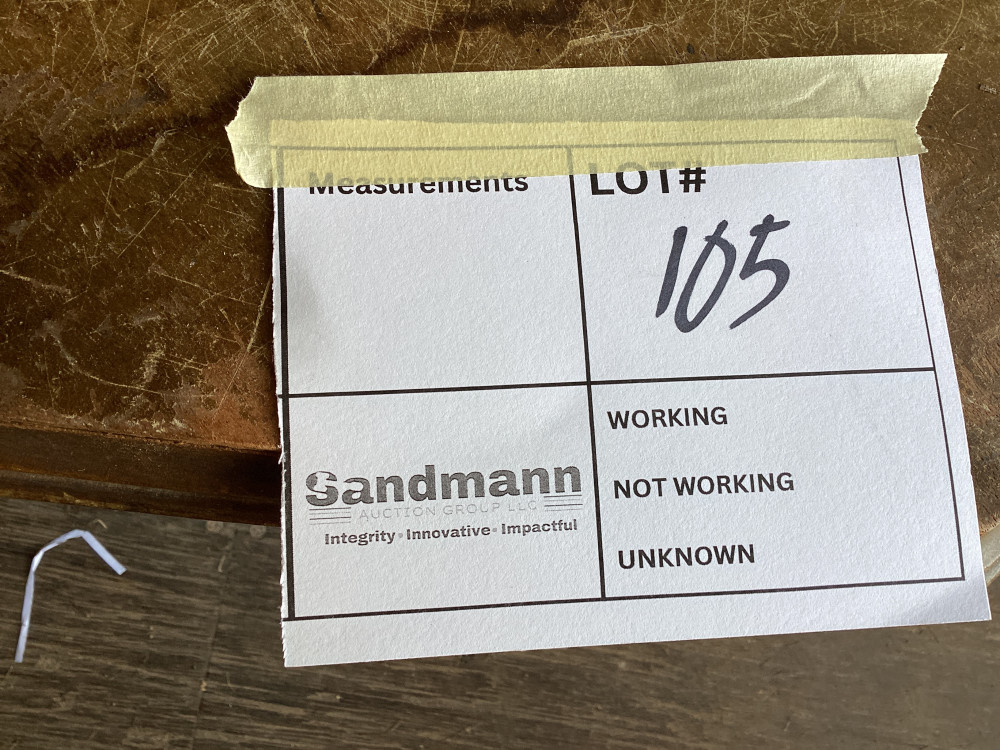 Measurements
LOT#
105
Sandmann
AUCTION GROUP LLC
Integrity • Innovative • Impactful
WORKING
NOT WORKING
UNKNOWN